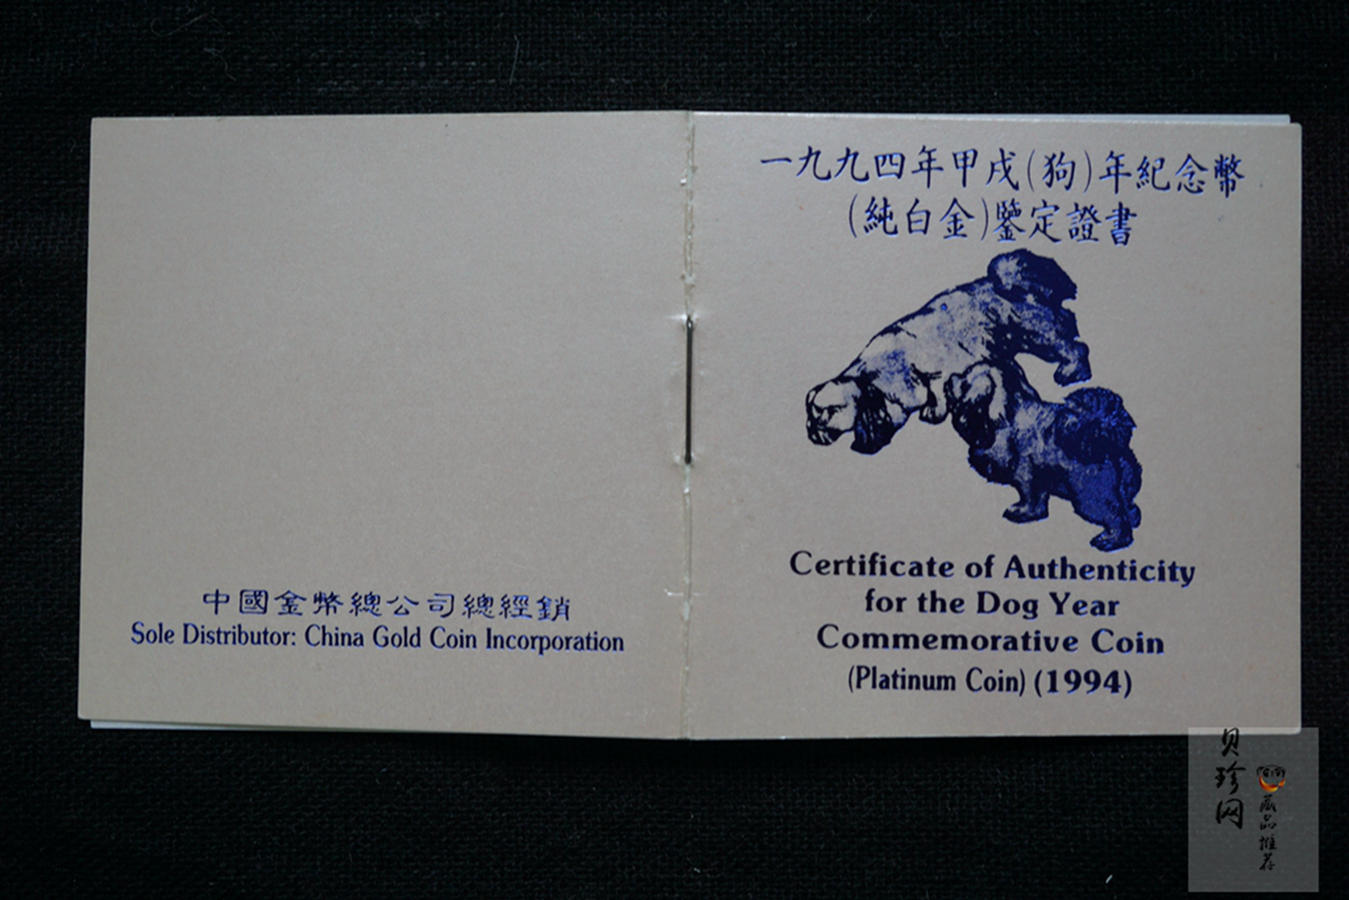 中國金幣總公司總經銷
Sole Distributor: China Gold Coin Incorporation
一九九四年甲戌(狗)年紀念幣
(純白金)鑒定證書
Certificate of Authenticity
for the Dog Year
Commemorative Coin
(Platinum Coin) (1994)
贝珍网
藏品推荐